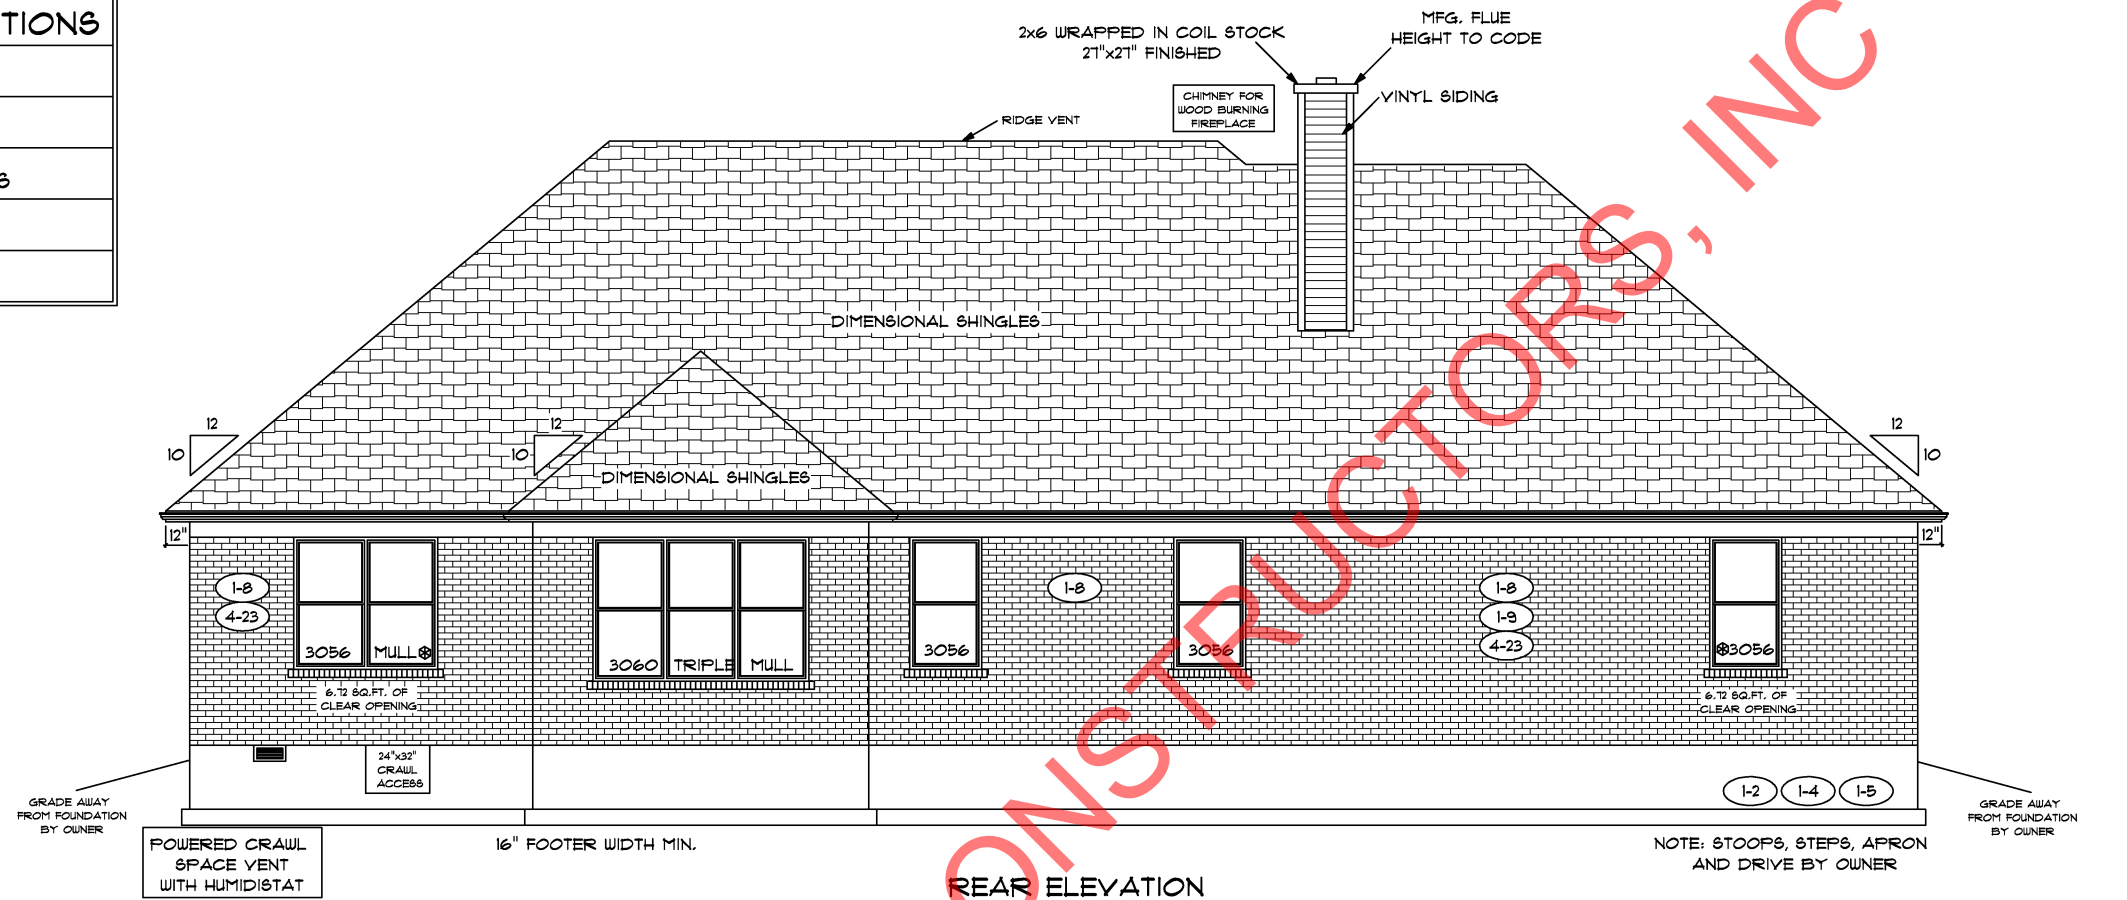 TIONS
S
2x6 WRAPPED IN COIL STOCK
27"x27" FINISHED
MFG. FLUE
HEIGHT TO CODE
CHIMNEY FOR
WOOD BURNING
FIREPLACE
VINYL SIDING
RIDGE VENT
DIMENSIONAL SHINGLES
12
10
12
10
12
10
DIMENSIONAL SHINGLES
12"
12"
1-8
4-23
1-8
1-8
1-9
4-23
3056 MULL
3060 TRIPLE MULL
3056
3056
3056
6.72 SQ.FT. OF
CLEAR OPENING
6.72 SQ.FT. OF
CLEAR OPENING
24"x32"
CRAWL
ACCESS
1-2 1-4 1-5
GRADE AWAY
FROM FOUNDATION
BY OWNER
GRADE AWAY
FROM FOUNDATION
BY OWNER
POWERED CRAWL
SPACE VENT
WITH HUMIDISTAT
16" FOOTER WIDTH MIN.
NOTE: STOOPS, STEPS, APRON
AND DRIVE BY OWNER
REAR ELEVATION
ONSTRUCTORS, INC